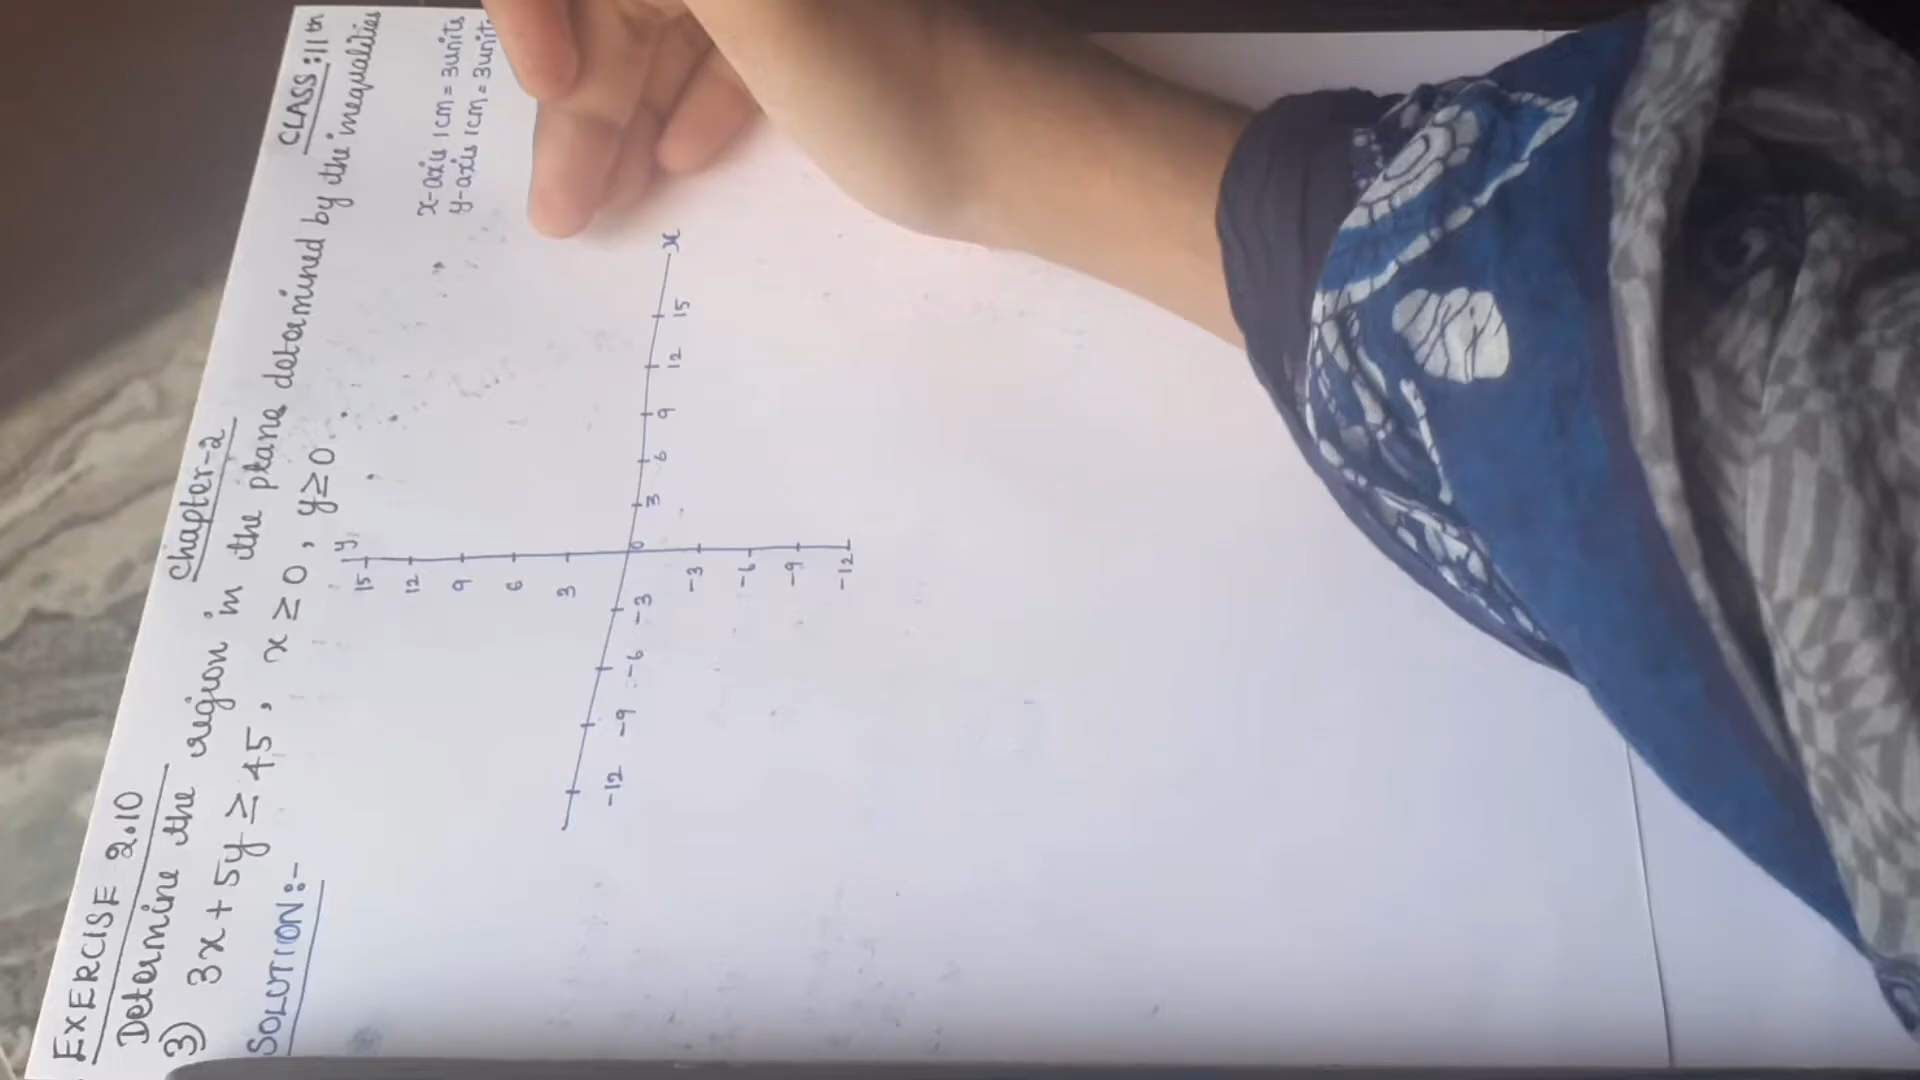 CLASS:11th
Chapter-2
EXERCISE 2.10
Determine the region in the plane determined by the inequalities
3) 3x+5y≥45, x≥0, y≥0.
SOLUTION:-
x-axis 1cm=3units
y-axis 1cm=3unit
y
15
12
9
6
3
-12 -9 -6 -3 0 3 6 9 12 15 x
-3
-6
-9
-12